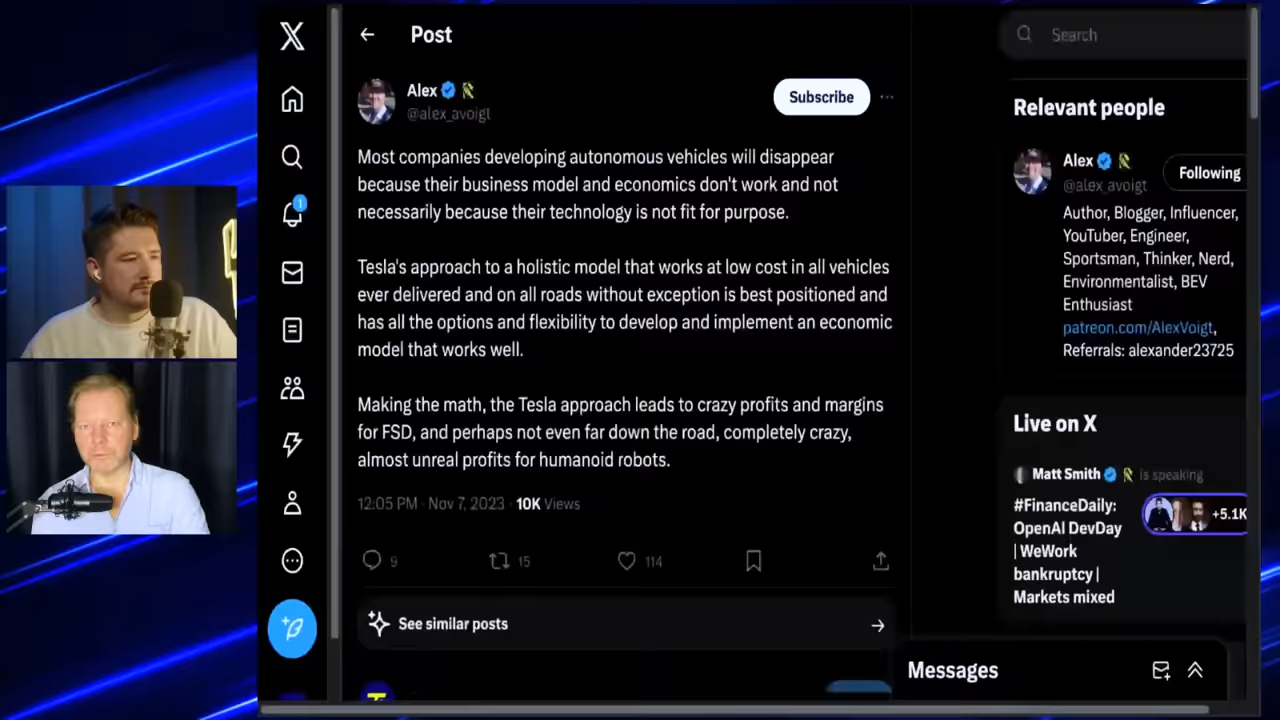 Post
Search
Alex
@alex_avoigt
Subscribe
Most companies developing autonomous vehicles will disappear
because their business model and economics don't work and not
necessarily because their technology is not fit for purpose.
Tesla's approach to a holistic model that works at low cost in all vehicles
ever delivered and on all roads without exception is best positioned and
has all the options and flexibility to develop and implement an economic
model that works well.
Making the math, the Tesla approach leads to crazy profits and margins
for FSD, and perhaps not even far down the road, completely crazy,
almost unreal profits for humanoid robots.
12:05 PM · Nov 7, 2023 · 10K Views
9 15 114
See similar posts
1
Relevant people
Alex
@alex_avoigt
Following
Author, Blogger, Influencer,
YouTuber, Engineer,
Sportsman, Thinker, Nerd,
Environmentalist, BEV
Enthusiast
patreon.com/AlexVoigt,
Referrals: alexander23725
Live on X
Matt Smith is speaking
#FinanceDaily:
OpenAI DevDay
| WeWork
bankruptcy |
Markets mixed
+5.1K
Messages